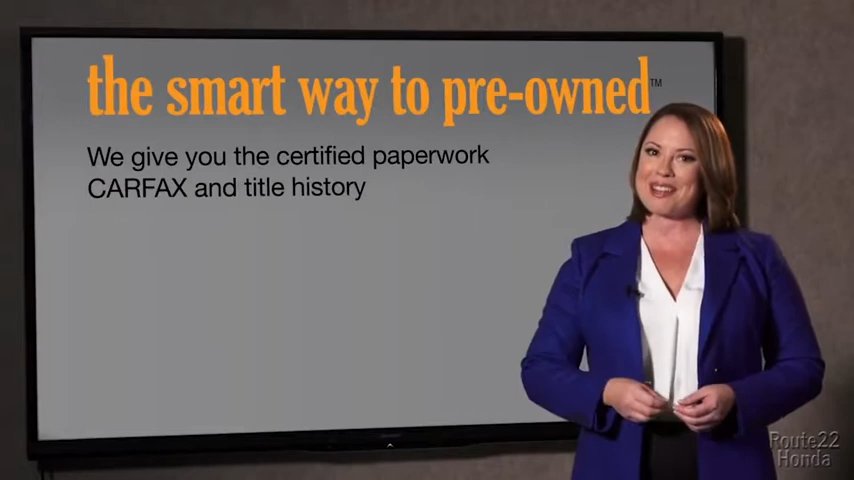 the smart way to pre-owned™
We give you the certified paperwork
CARFAX and title history
Route22
Honda